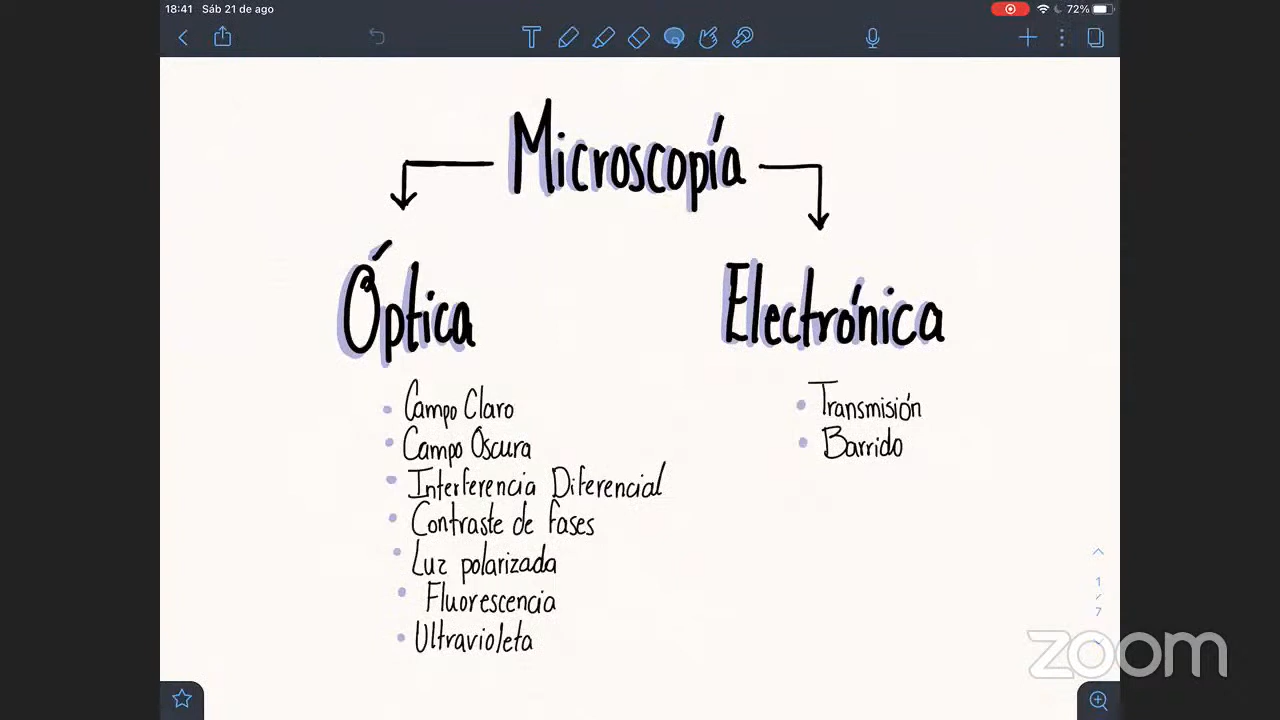 18:41 Sáb 21 de ago
72%
Microscopía
Óptica
Electrónica
Campo Claro
Campo Oscura
Interferencia Diferencial
Contraste de fases
Luz polarizada
Fluorescencia
Ultravioleta
Transmisión
Barrido
1
/
7
zoom